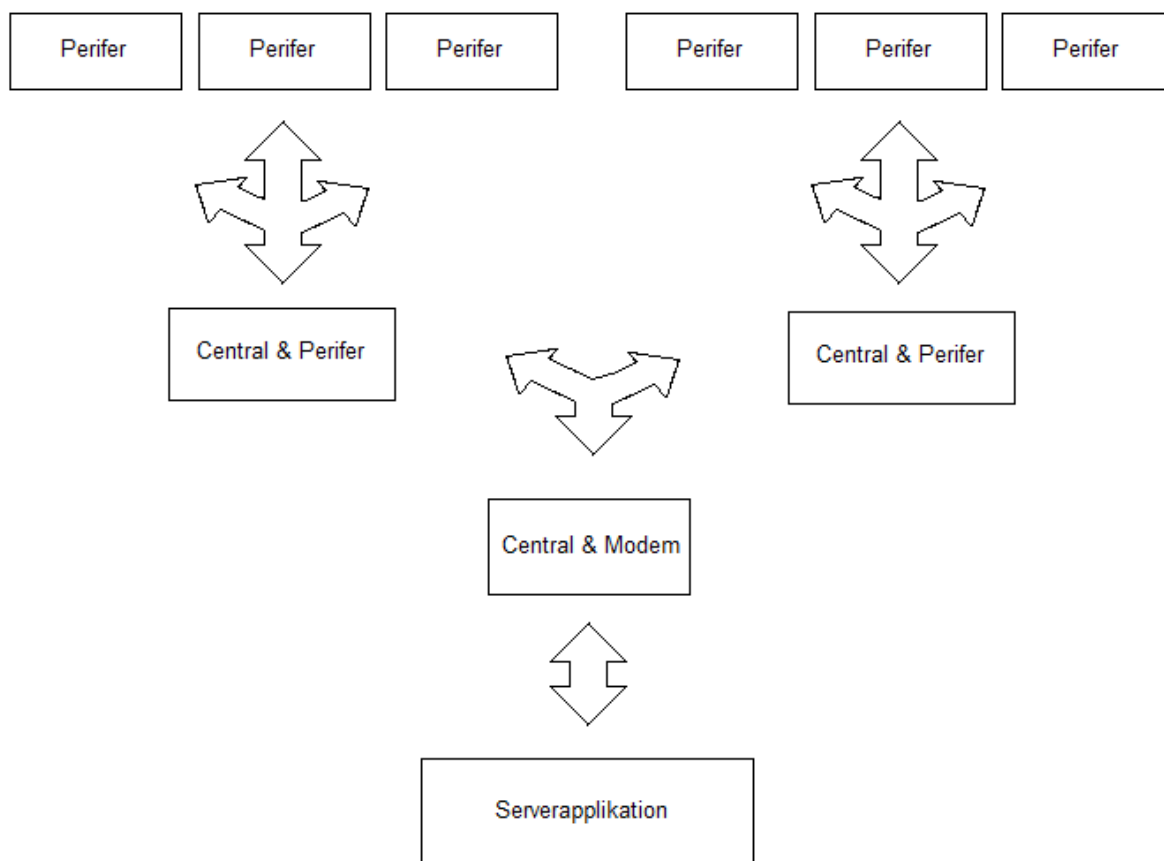 Perifer
Perifer
Perifer
Perifer
Perifer
Perifer
Central & Perifer
Central & Perifer
Central & Modem
Serverapplikation